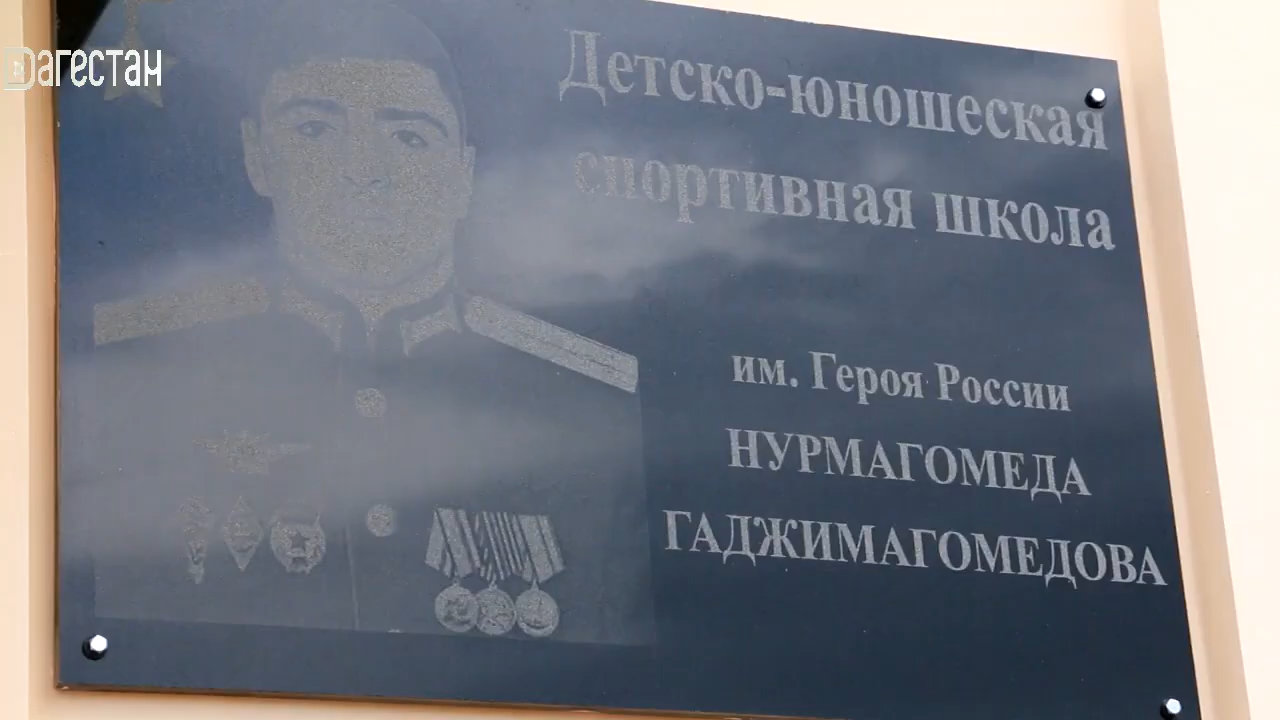 Дагестан
Детско-юношеская
спортивная школа
им. Героя России
НУРМАГОМЕДА
ГАДЖИМАГОМЕДОВА